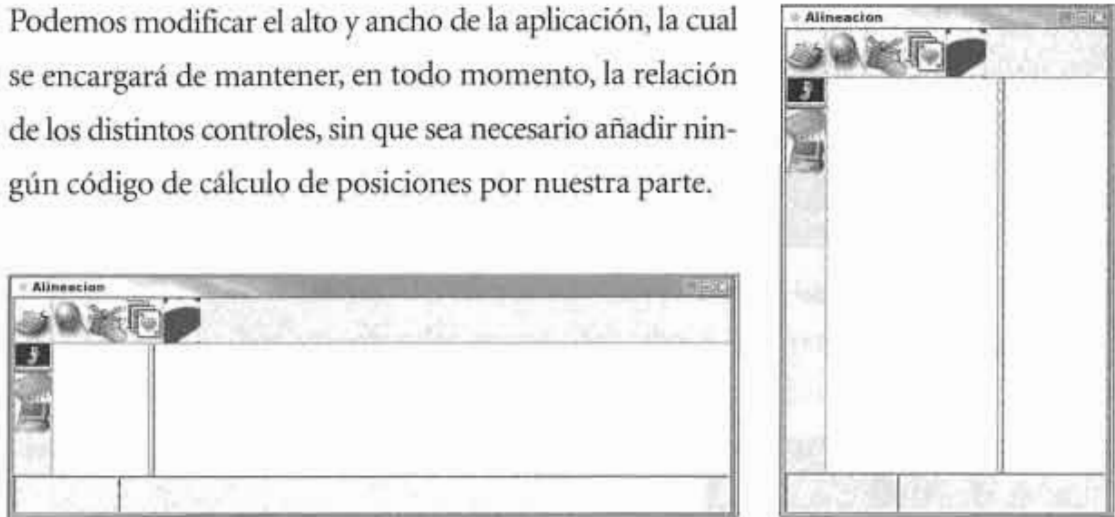 Podemos modificar el alto y ancho de la aplicación, la cual
se encargará de mantener, en todo momento, la relación
de los distintos controles, sin que sea necesario añadir nin-
gún código de cálculo de posiciones por nuestra parte.
Alineacion
Alineacion